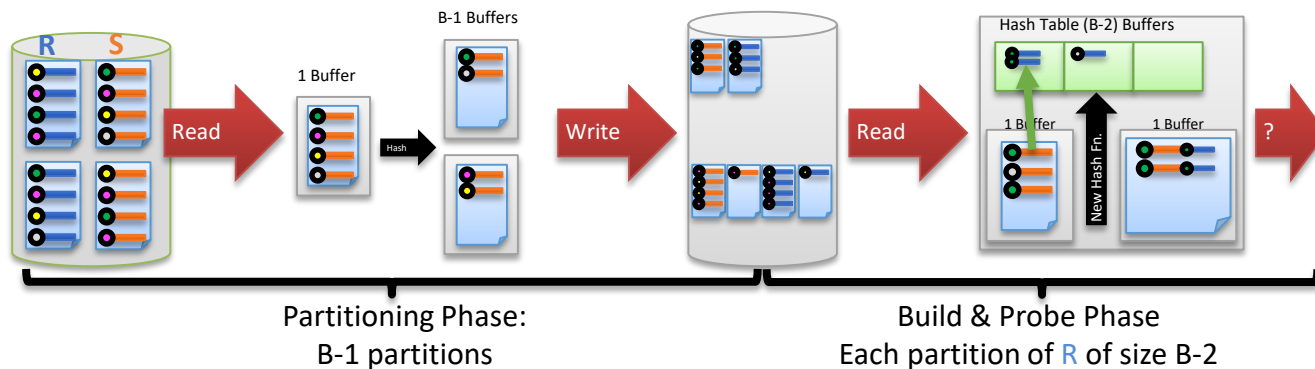 R S
Read
1 Buffer
Hash
B-1 Buffers
Write
Read
Hash Table (B-2) Buffers
1 Buffer
New Hash Fn.
1 Buffer
?
Partitioning Phase:
B-1 partitions
Build & Probe Phase
Each partition of R of size B-2